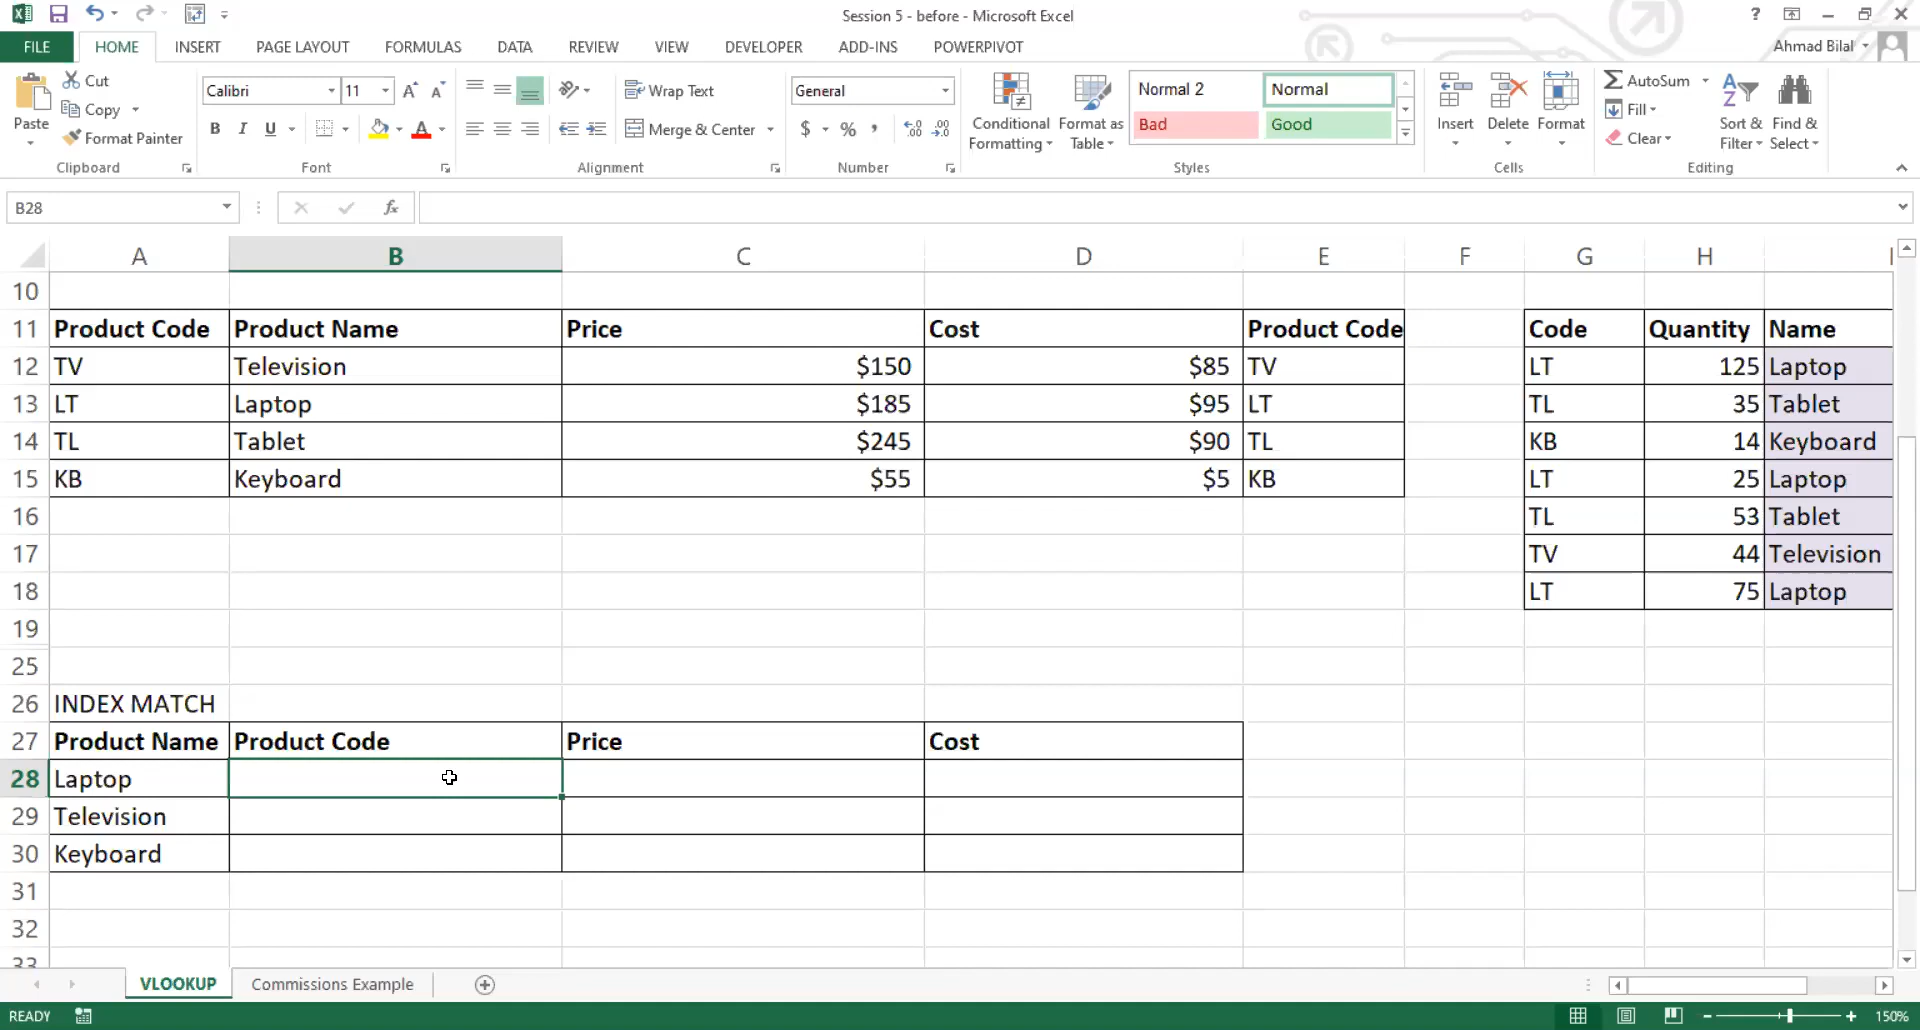 Session 5 - before - Microsoft Excel
?
FILE HOME INSERT PAGE LAYOUT FORMULAS DATA REVIEW VIEW DEVELOPER ADD-INS POWERPIVOT Ahmad Bilal
Cut
Copy
Format Painter
Paste
Clipboard
Calibri 11
B I U
Font
Wrap Text
Merge & Center
Alignment
General
$ % ,
Number
Conditional Formatting
Format as Table
Normal 2 Normal
Bad Good
Styles
Insert Delete Format
Cells
AutoSum
Fill
Clear
Sort & Filter
Find & Select
Editing
B28 fx
A B C D E F G H I
10
11 Product Code Product Name Price Cost Product Code Code Quantity Name
12 TV Television $150 $85 TV LT 125 Laptop
13 LT Laptop $185 $95 LT TL 35 Tablet
14 TL Tablet $245 $90 TL KB 14 Keyboard
15 KB Keyboard $55 $5 KB LT 25 Laptop
16 TL 53 Tablet
17 TV 44 Television
18 LT 75 Laptop
19
25
26 INDEX MATCH
27 Product Name Product Code Price Cost
28 Laptop
29 Television
30 Keyboard
31
32
33
VLOOKUP Commissions Example
READY 150%